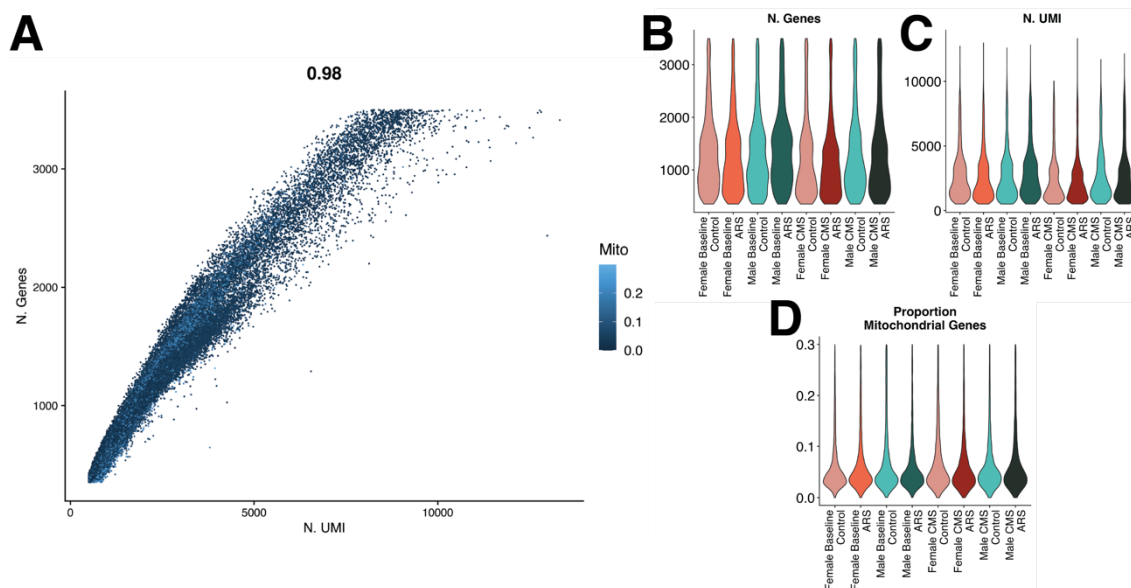 A
0.98
N. Genes
3000
2000
1000
0
5000
10000
N. UMI
Mito
0.2
0.1
0.0
B
N. Genes
3000
2000
1000
Female Baseline
Control
Female Baseline
ARS
Male Baseline
Control
Male Baseline
ARS
Female CMS
Control
Female CMS
ARS
Male CMS
Control
Male CMS
ARS
C
N. UMI
10000
5000
0
Female Baseline
Control
Female Baseline
ARS
Male Baseline
Control
Male Baseline
ARS
Female CMS
Control
Female CMS
ARS
Male CMS
Control
Male CMS
ARS
D
Proportion
Mitochondrial Genes
0.3
0.2
0.1
0.0
Female Baseline
Control
Female Baseline
ARS
Male Baseline
Control
Male Baseline
ARS
Female CMS
Control
Female CMS
ARS
Male CMS
Control
Male CMS
ARS